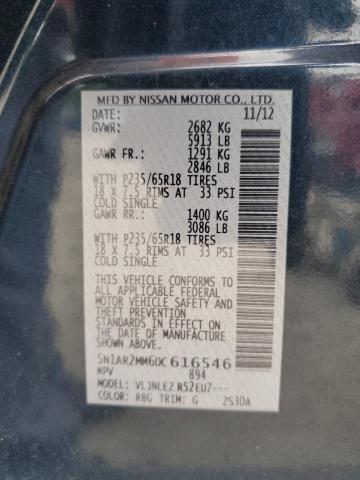 MFD BY NISSAN MOTOR CO., LTD.
DATE: 11/12
GVWR: 2682 KG
5913 LB
GAWR FR.: 1291 KG
2846 LB
WITH P235/65R18 TIRES
18 X 7.5 RIMS AT 33 PSI
COLD SINGLE
GAWR RR.: 1400 KG
3086 LB
WITH P235/65R18 TIRES
18 X 7.5 RIMS AT 33 PSI
COLD SINGLE
THIS VEHICLE CONFORMS TO
ALL APPLICABLE FEDERAL
MOTOR VEHICLE SAFETY AND
THEFT PREVENTION
STANDARDS IN EFFECT ON THE
DATE OF MANUFACTURE
SHOWN ABOVE.
5N1AR2MM6DC616546
MPV 894
VLJNLEZ R52EU7---
COLOR: RBG TRIM: G 2S30A